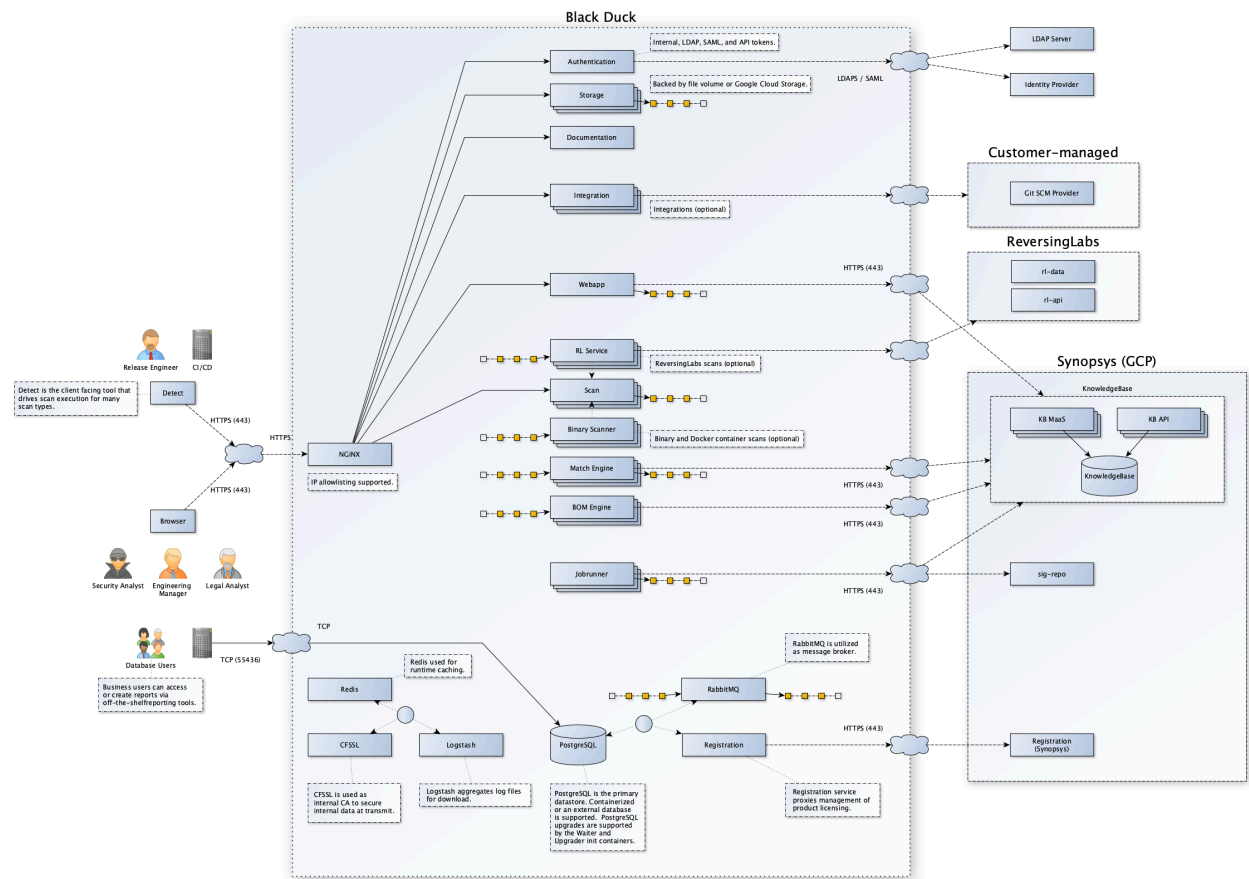 Black Duck
Internal, LDAP, SAML, and API tokens.
Authentication
LDAPS / SAML
LDAP Server
Identity Provider
Backed by file volume or Google Cloud Storage.
Storage
Documentation
Customer-managed
Integration
Integrations (optional)
Git SCM Provider
ReversingLabs
rl-data
rl-api
HTTPS (443)
Webapp
Release Engineer
CI/CD
RL Service
ReversingLabs scans (optional)
Synopsys (GCP)
KnowledgeBase
KB MaaS
KB API
KnowledgeBase
Detect is the client facing tool that
drives scan execution for many
scan types.
Detect
HTTPS (443)
Scan
Binary Scanner
Binary and Docker container scans (optional)
HTTPS
NGiNX
IP allowlisting supported.
Match Engine
HTTPS (443)
HTTPS (443)
Browser
BOM Engine
HTTPS (443)
Security Analyst
Engineering
Manager
Legal Analyst
Jobrunner
HTTPS (443)
sig-repo
Database Users
TCP (55436)
TCP
Business users can access
or create reports via
off-the-shelfreporting tools.
Redis used for
runtime caching.
Redis
RabbitMQ is utilized
as message broker.
RabbitMQ
CFSSL
Logstash
PostgreSQL
Registration
HTTPS (443)
Registration
(Synopsys)
CFSSL is used as
internal CA to secure
internal data at transmit.
Logstash aggregates log files
for download.
PostgreSQL is the primary
datastore. Containerized
or an external database
is supported. PostgreSQL
upgrades are supported
by the Waiter and
Upgrader init containers.
Registration service
proxies management of
product licensing.